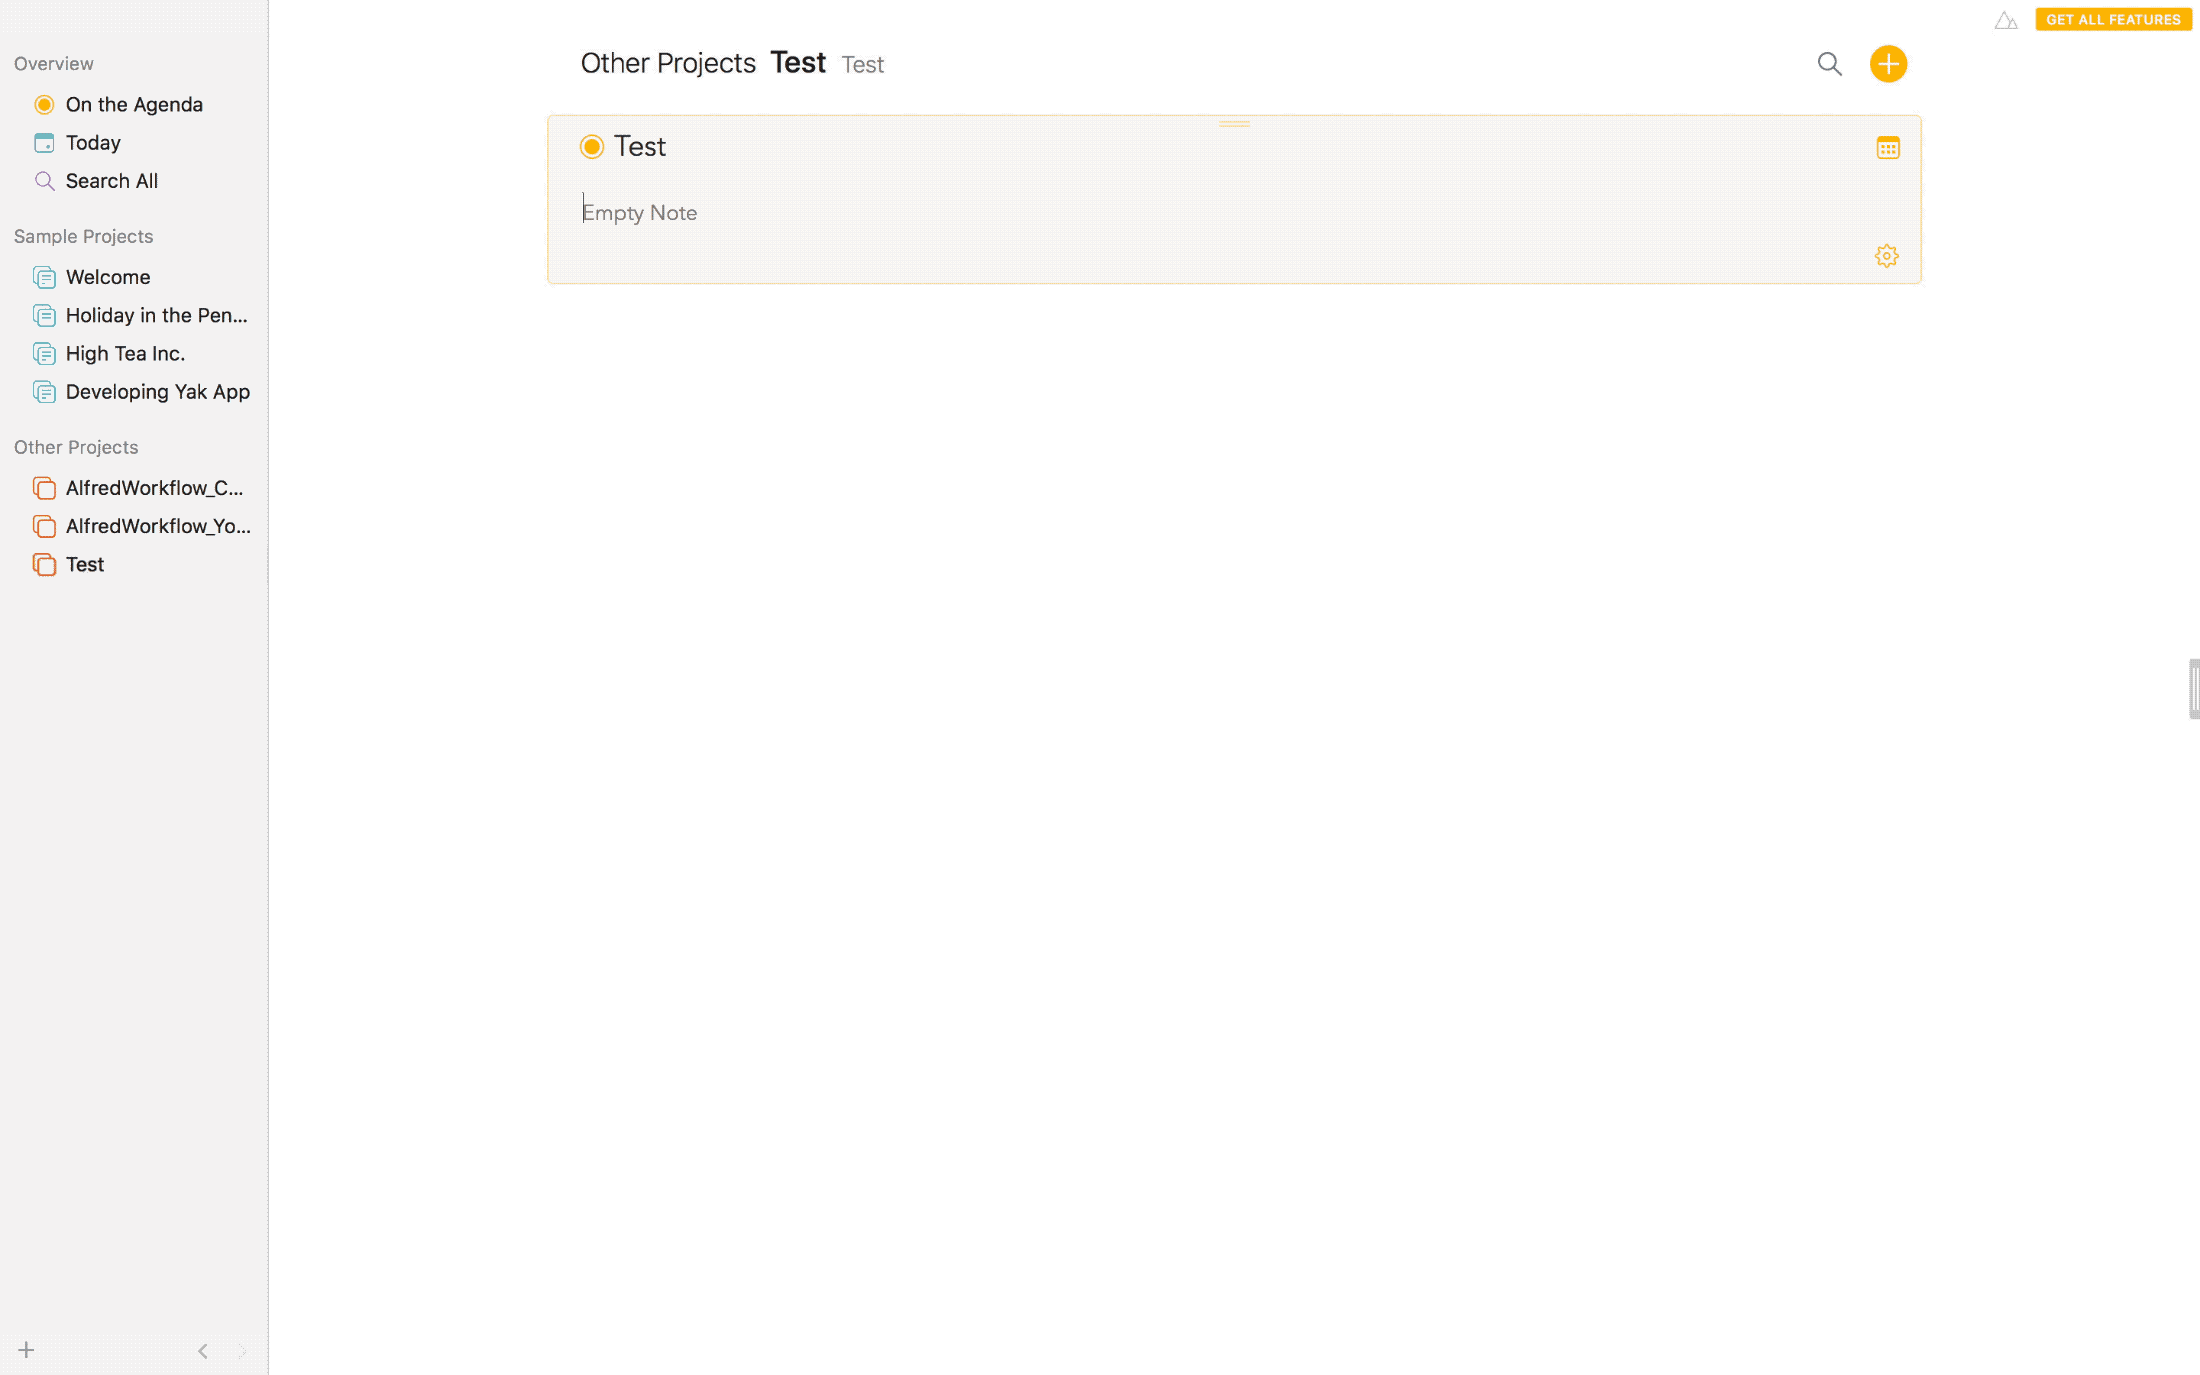 Overview
On the Agenda
Today
Search All
Sample Projects
Welcome
Holiday in the Pen...
High Tea Inc.
Developing Yak App
Other Projects
AlfredWorkflow_C...
AlfredWorkflow_Yo...
Test
GET ALL FEATURES
Other Projects Test Test
Test
Empty Note